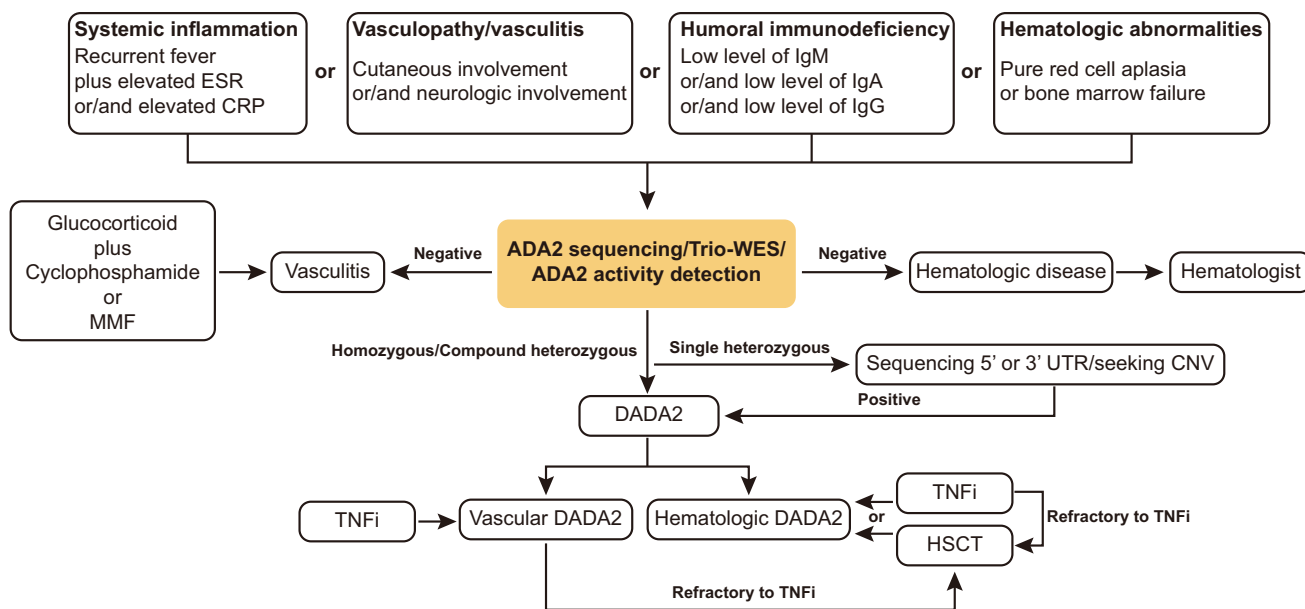 Systemic inflammation
Recurrent fever
plus elevated ESR
or/and elevated CRP
or
Vasculopathy/vasculitis
Cutaneous involvement
or/and neurologic involvement
or
Humoral immunodeficiency
Low level of IgM
or/and low level of IgA
or/and low level of IgG
or
Hematologic abnormalities
Pure red cell aplasia
or bone marrow failure
Glucocorticoid
plus
Cyclophosphamide
or
MMF
Vasculitis
Negative
ADA2 sequencing/Trio-WES/
ADA2 activity detection
Negative
Hematologic disease
Hematologist
Homozygous/Compound heterozygous
Single heterozygous
Sequencing 5’ or 3’ UTR/seeking CNV
Positive
DADA2
TNFi
Vascular DADA2
Hematologic DADA2
TNFi
or
HSCT
Refractory to TNFi
Refractory to TNFi